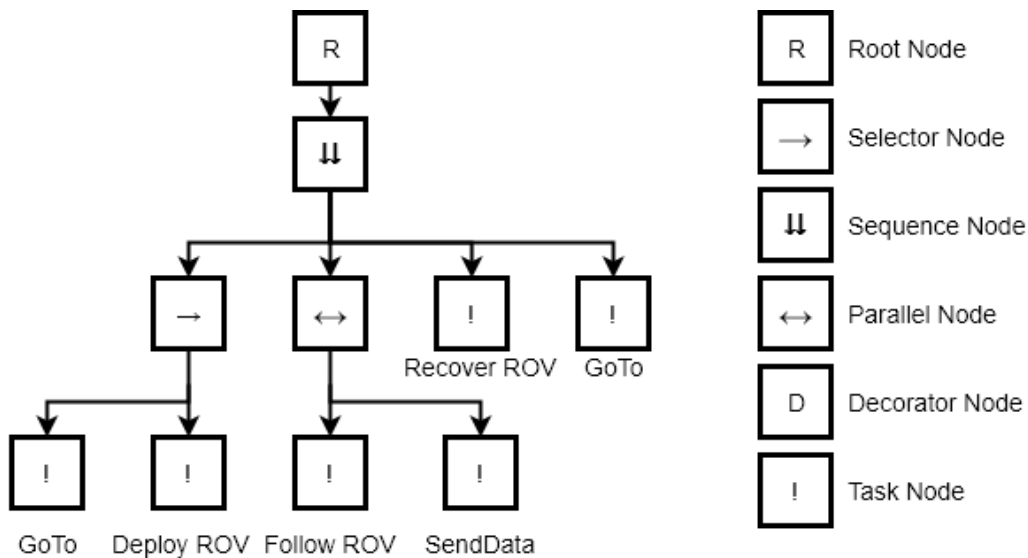 R
Root Node
→
Selector Node
⇊
Sequence Node
↔
Parallel Node
D
Decorator Node
!
Task Node
R
⇊
→
↔
!
!
Recover ROV
GoTo
!
!
!
!
GoTo
Deploy ROV
Follow ROV
SendData